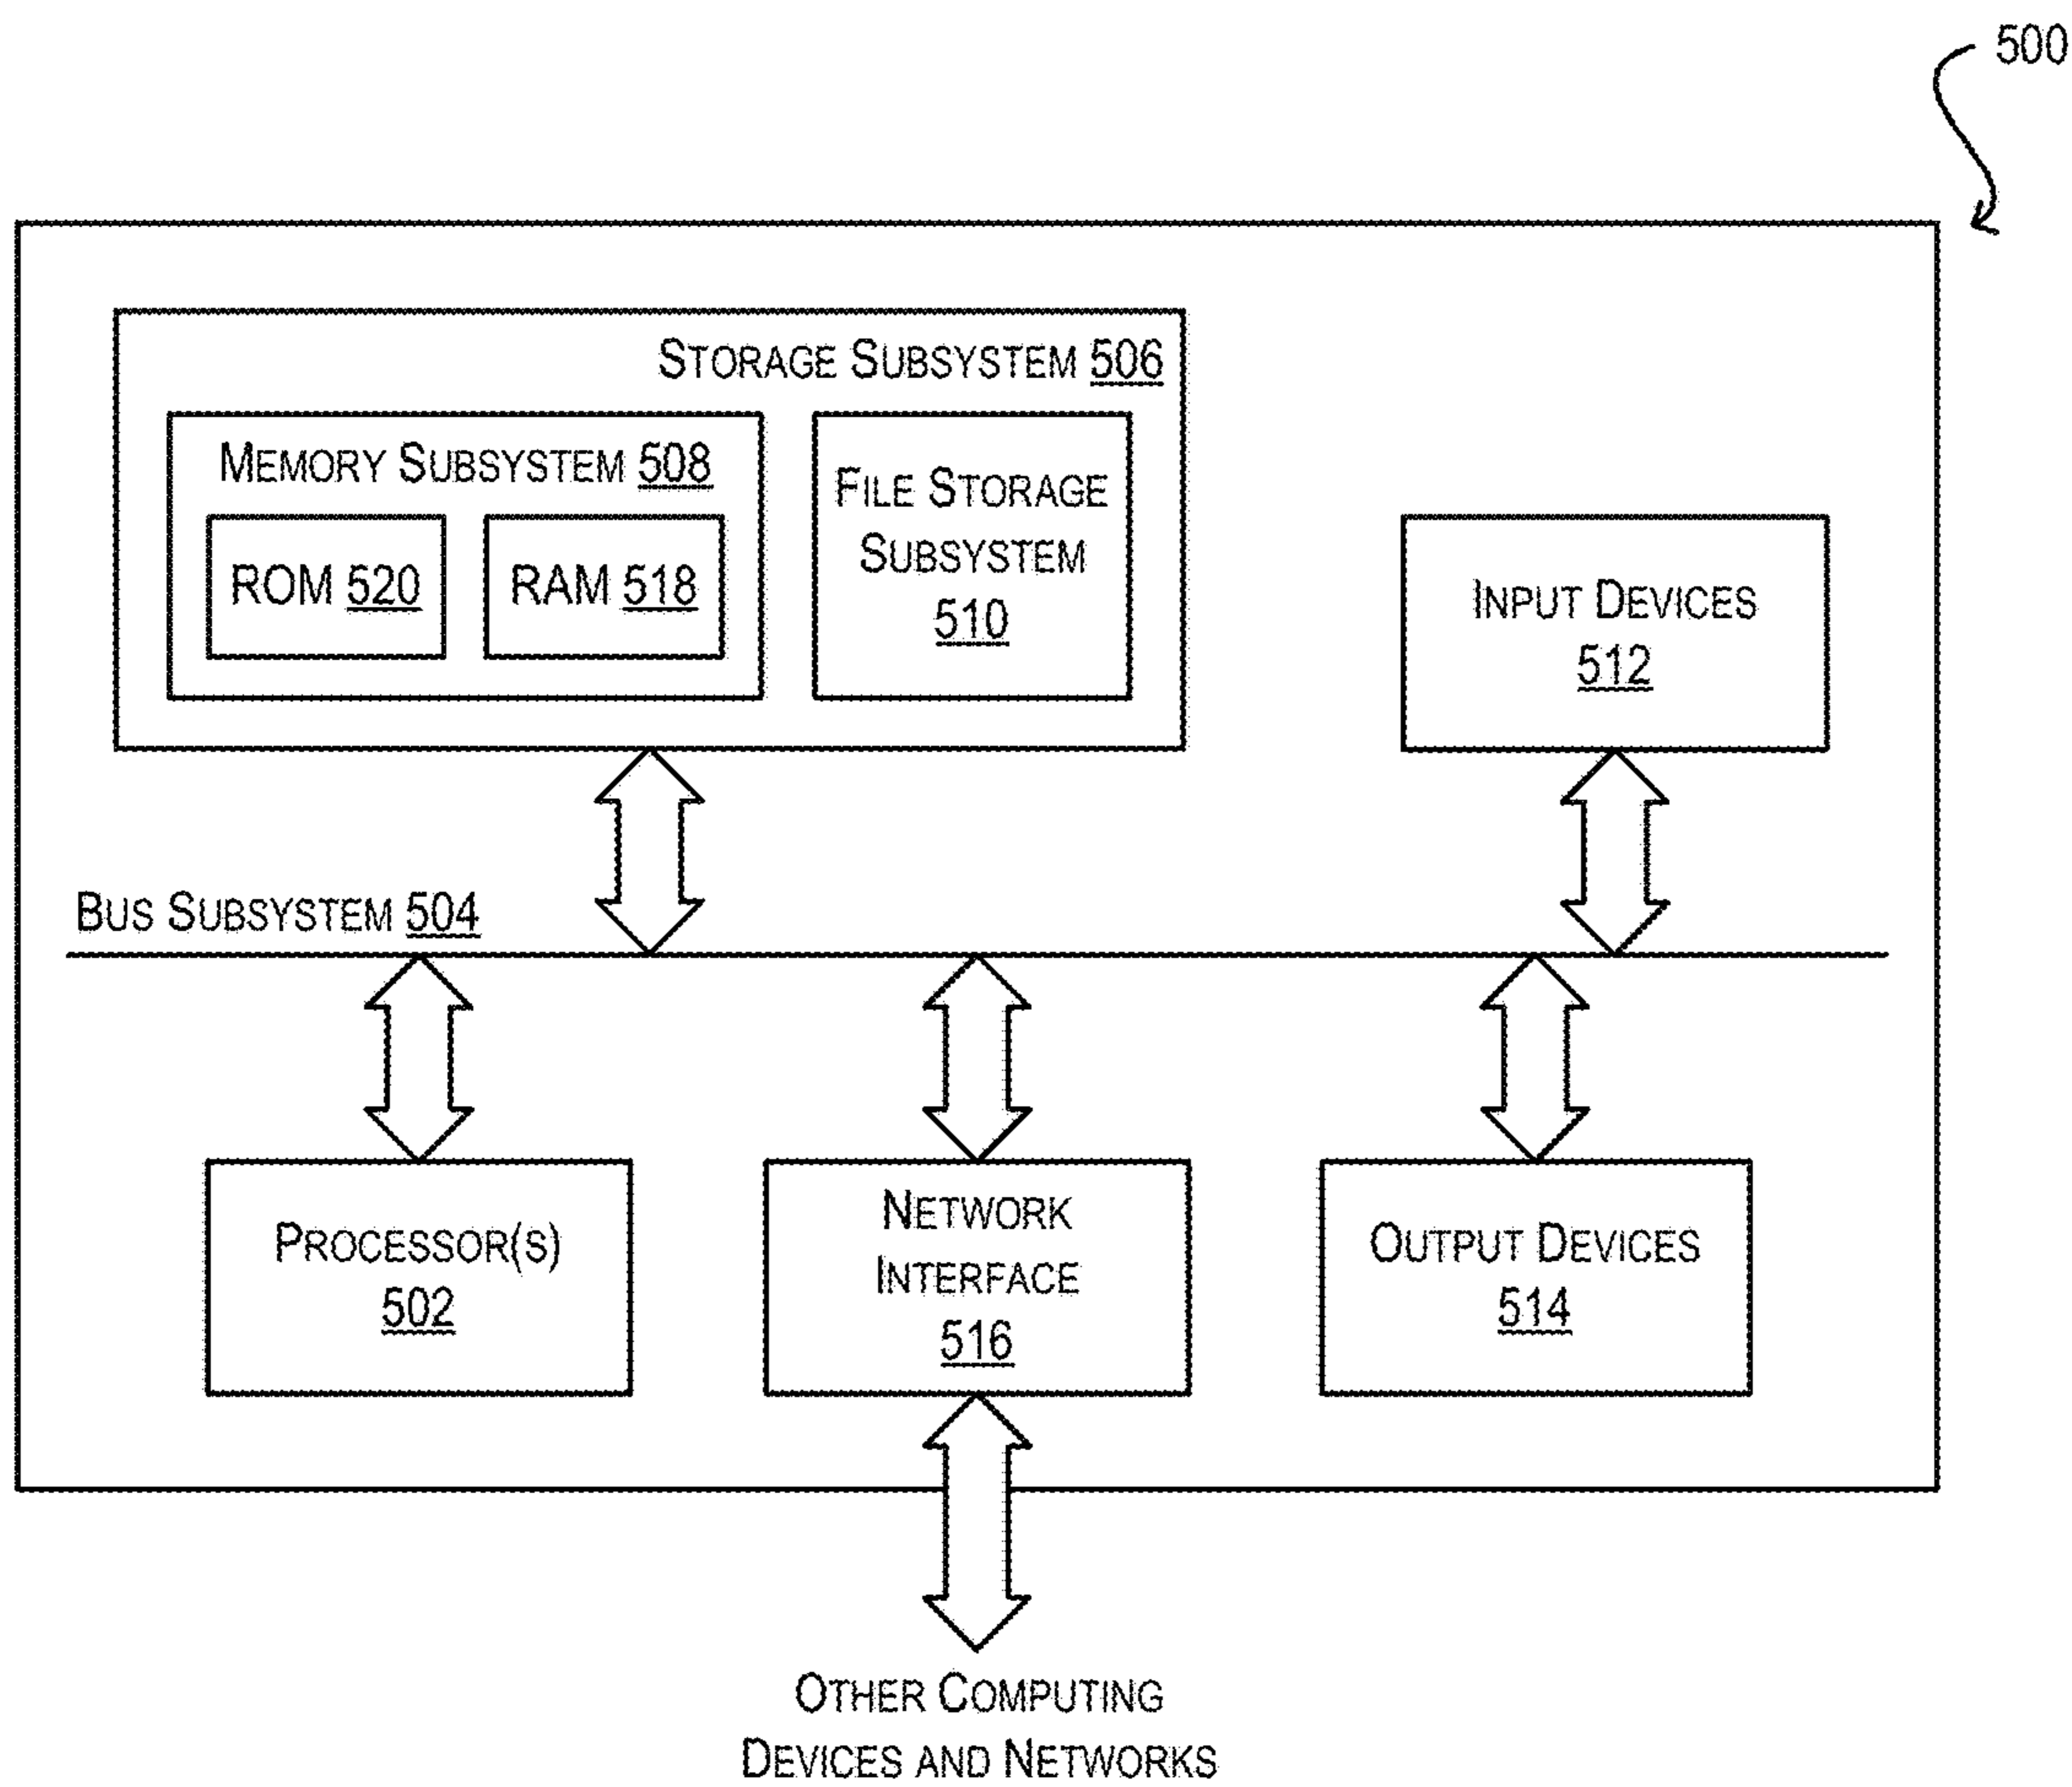 500
STORAGE SUBSYSTEM 506
MEMORY SUBSYSTEM 508
ROM 520
RAM 518
FILE STORAGE
SUBSYSTEM
510
INPUT DEVICES
512
BUS SUBSYSTEM 504
PROCESSOR(S)
502
NETWORK
INTERFACE
516
OUTPUT DEVICES
514
OTHER COMPUTING
DEVICES AND NETWORKS